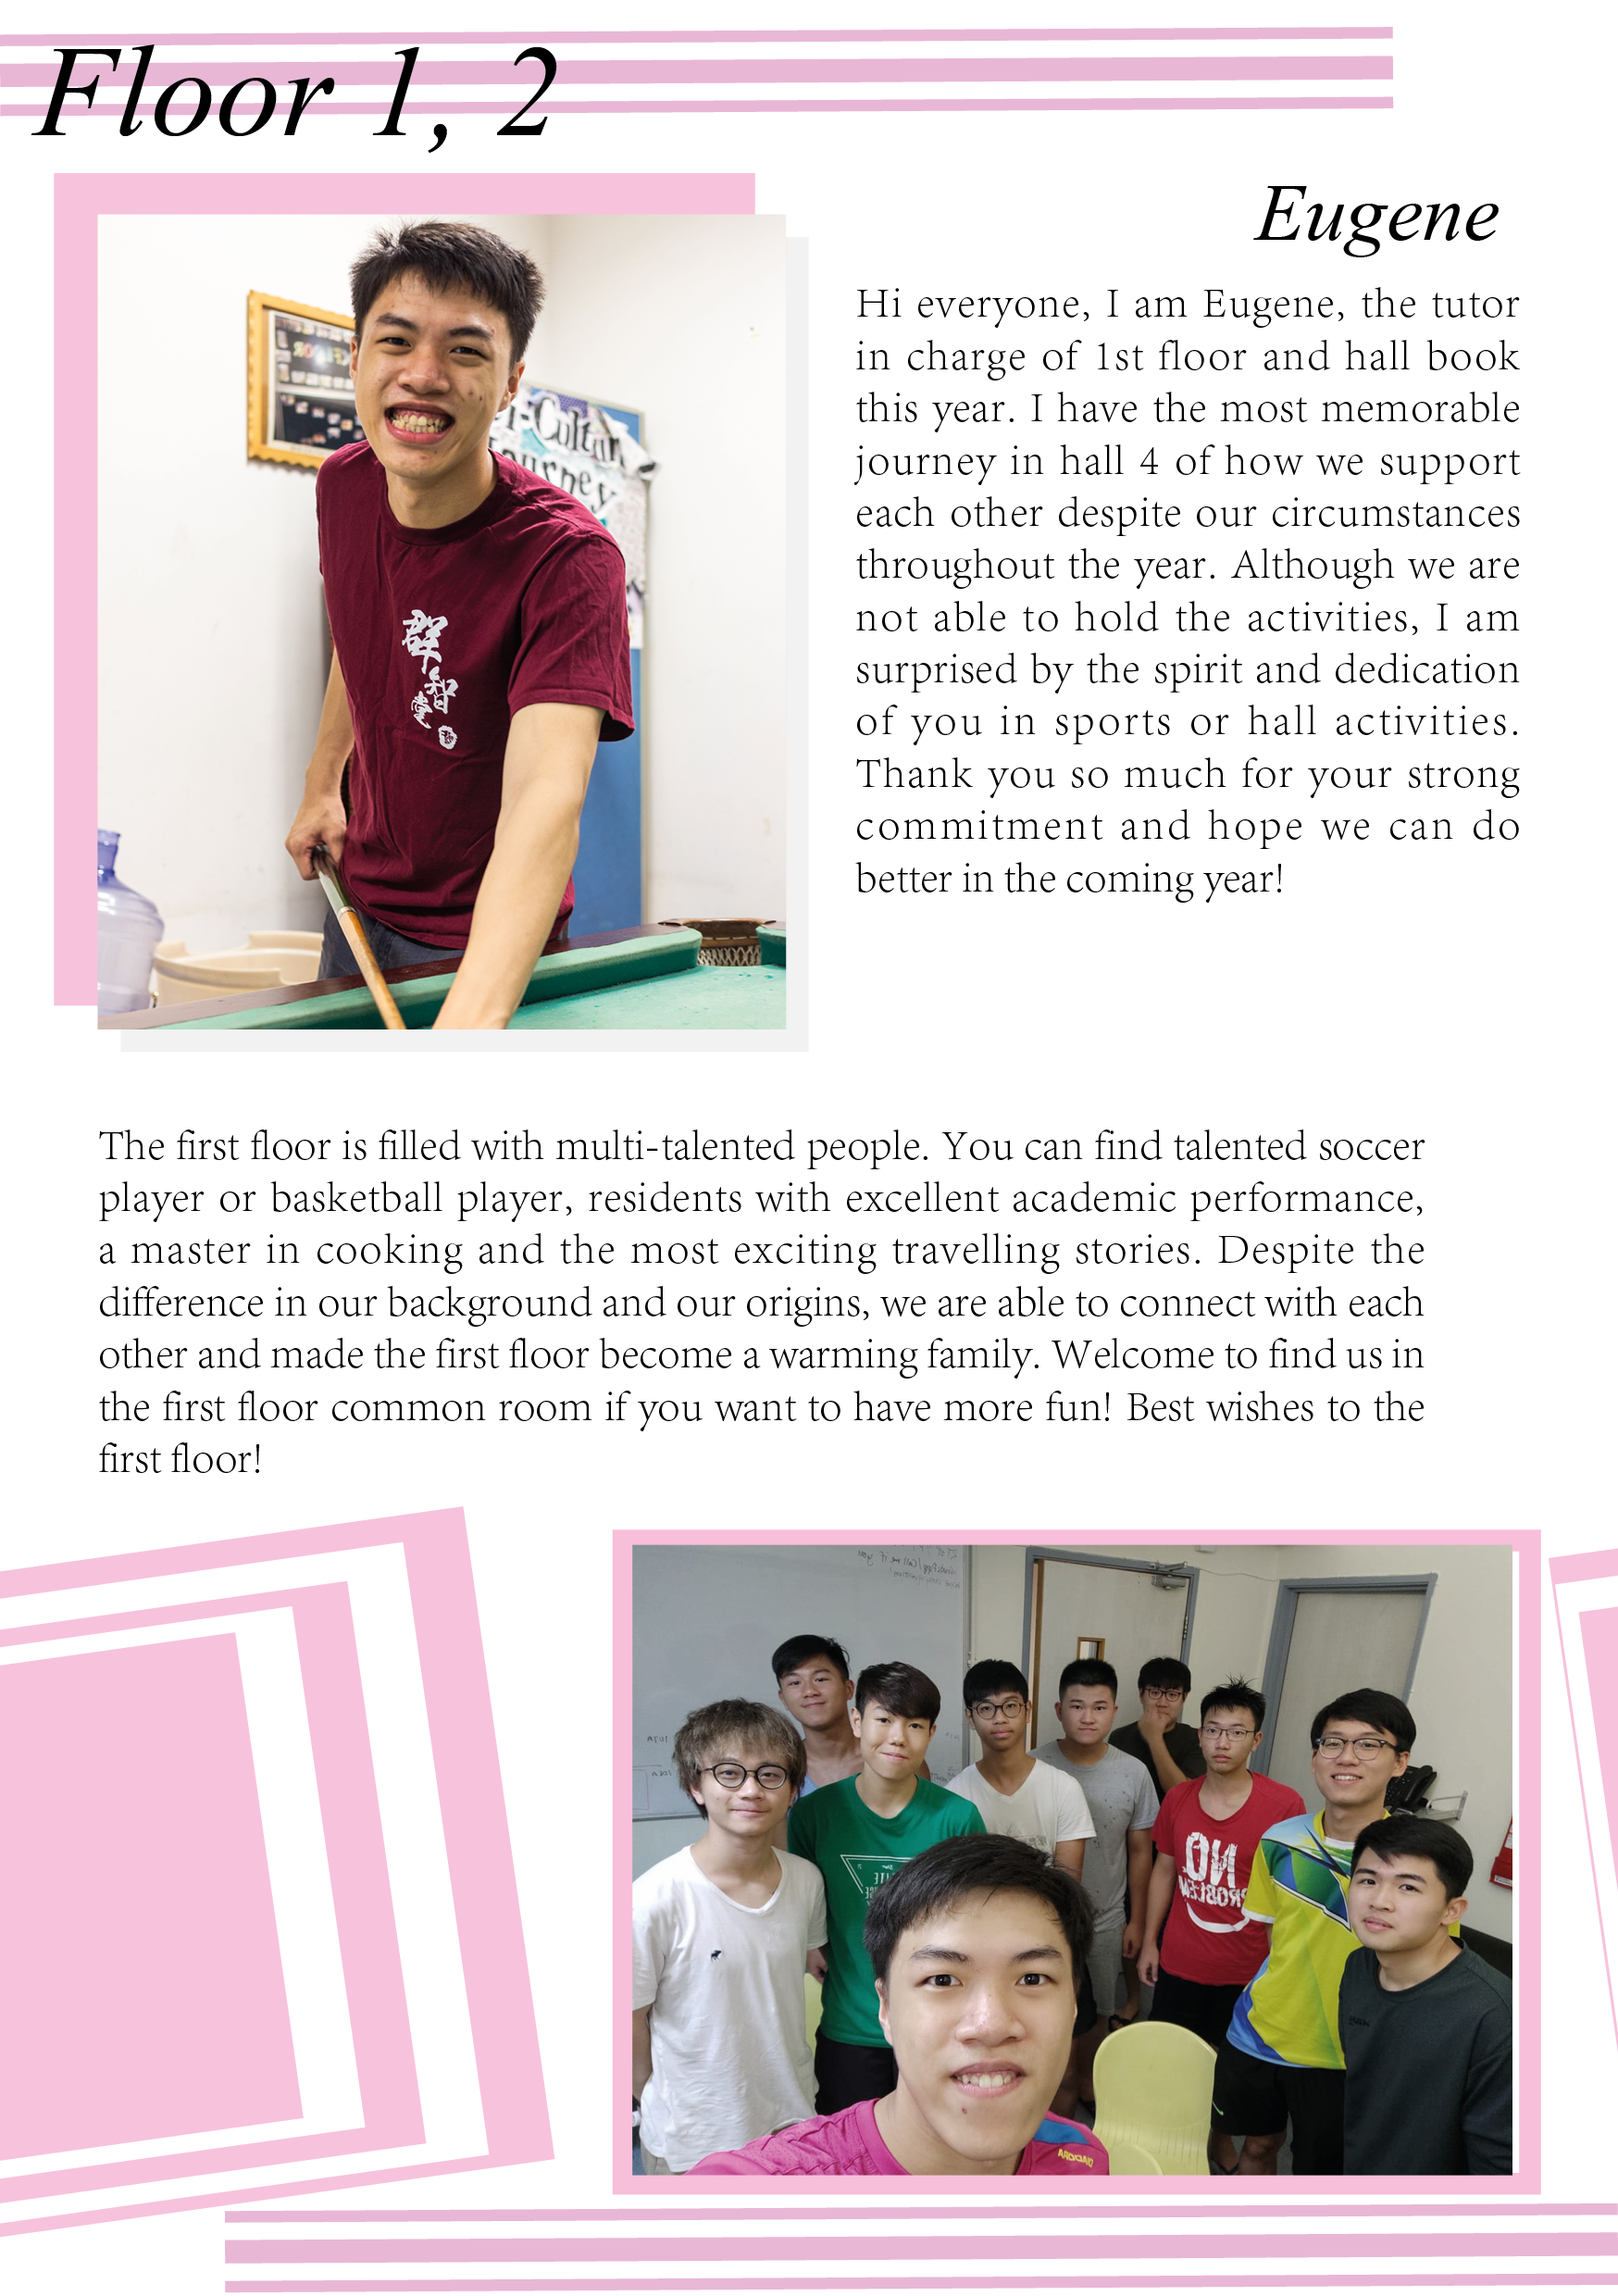 Floor 1, 2
Eugene
Hi everyone, I am Eugene, the tutor
in charge of 1st floor and hall book
this year. I have the most memorable
journey in hall 4 of how we support
each other despite our circumstances
throughout the year. Although we are
not able to hold the activities, I am
surprised by the spirit and dedication
of you in sports or hall activities.
Thank you so much for your strong
commitment and hope we can do
better in the coming year!
群
智
堂
The first floor is filled with multi-talented people. You can find talented soccer
player or basketball player, residents with excellent academic performance,
a master in cooking and the most exciting travelling stories. Despite the
difference in our background and our origins, we are able to connect with each
other and made the first floor become a warming family. Welcome to find us in
the first floor common room if you want to have more fun! Best wishes to the
first floor!
NO